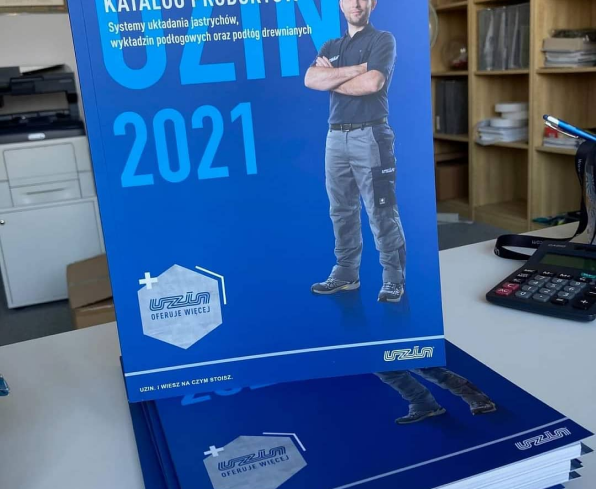 KATALOG PRODUKTÓW
Systemy układania jastrychów,
wykładzin podłogowych oraz podłóg drewnianych
UZIN
2021
uzin
OFERUJE WIĘCEJ
uzin
UZIN. I WIESZ NA CZYM STOISZ.
uzin
OFERUJE WIĘCEJ
uzin